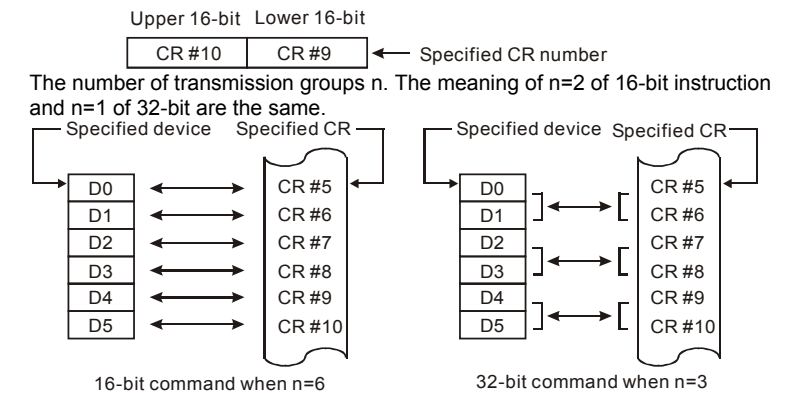 Upper 16-bit Lower 16-bit
CR #10 CR #9 Specified CR number
The number of transmission groups n. The meaning of n=2 of 16-bit instruction
and n=1 of 32-bit are the same.
Specified device Specified CR
D0 CR #5
D1 CR #6
D2 CR #7
D3 CR #8
D4 CR #9
D5 CR #10
16-bit command when n=6
Specified device Specified CR
D0 CR #5
D1 CR #6
D2 CR #7
D3 CR #8
D4 CR #9
D5 CR #10
32-bit command when n=3